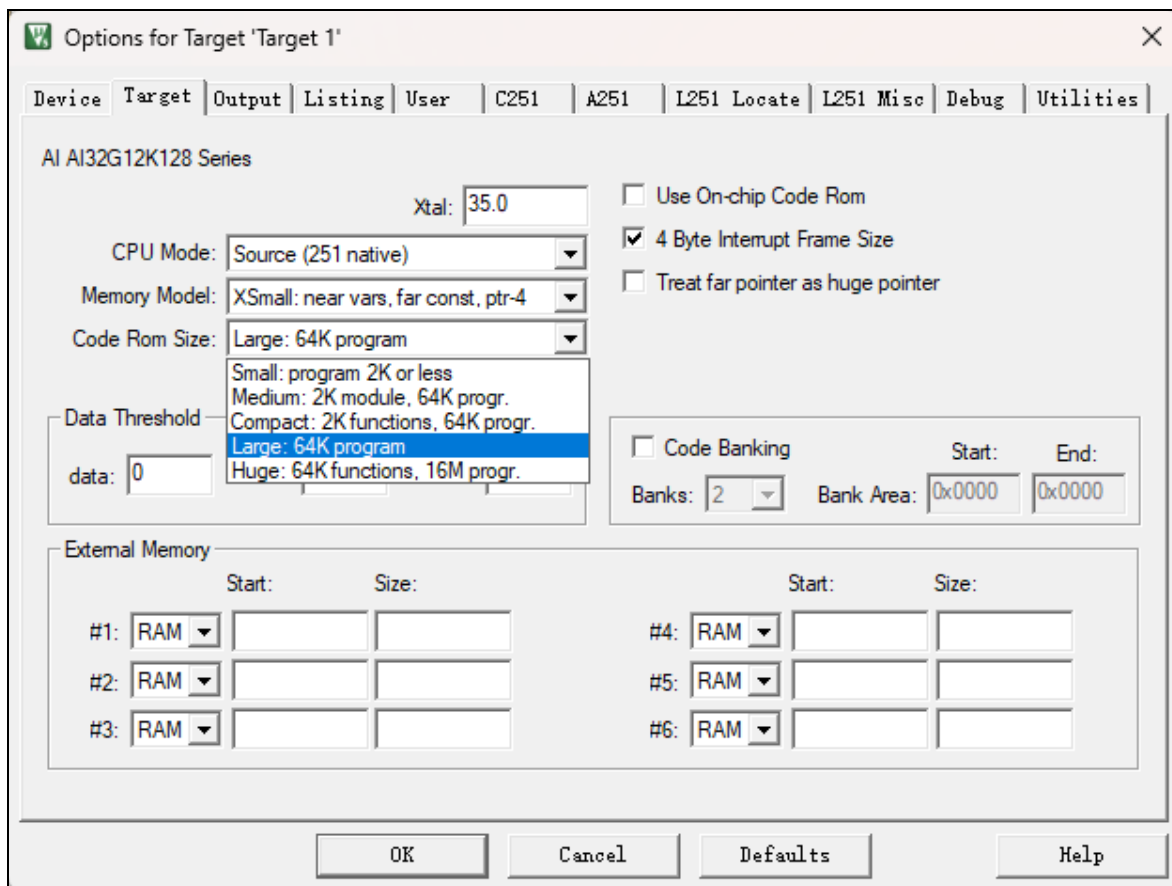 Options for Target 'Target 1'
Device Target Output Listing User C251 A251 L251 Locate L251 Misc Debug Utilities
AI AI32G12K128 Series
Xtal: 35.0
Use On-chip Code Rom
CPU Mode: Source (251 native)
4 Byte Interrupt Frame Size
Memory Model: XSmall: near vars, far const, ptr-4
Treat far pointer as huge pointer
Code Rom Size: Large: 64K program
Small: program 2K or less
Medium: 2K module, 64K progr.
Compact: 2K functions, 64K progr.
Large: 64K program
Huge: 64K functions, 16M progr.
Data Threshold
data: 0
Code Banking Start: End:
Banks: 2 Bank Area: 0x0000 0x0000
External Memory
Start: Size: Start: Size:
#1: RAM #4: RAM
#2: RAM #5: RAM
#3: RAM #6: RAM
OK Cancel Defaults Help